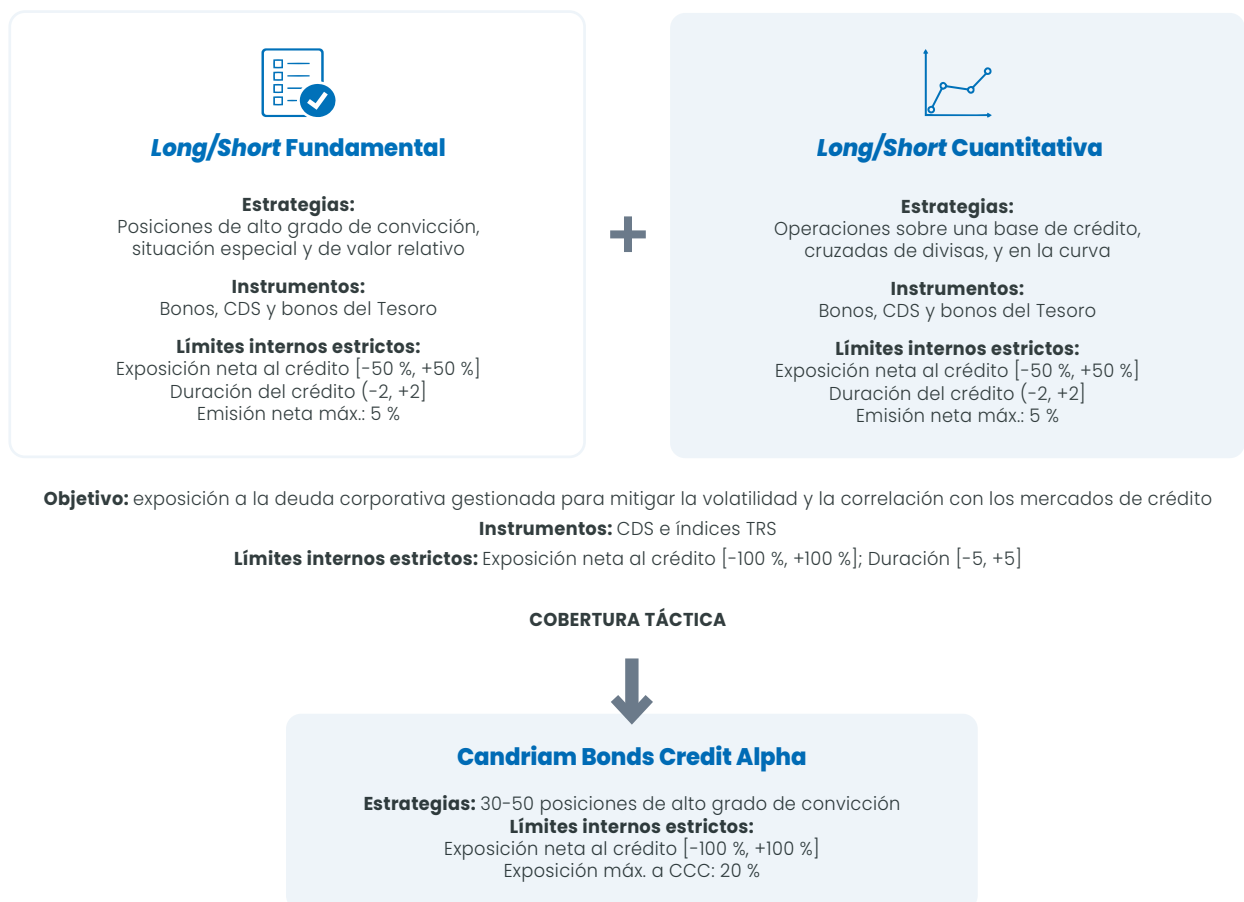 Long/Short Fundamental
Estrategias:
Posiciones de alto grado de convicción,
situación especial y de valor relativo
Instrumentos:
Bonos, CDS y bonos del Tesoro
Límites internos estrictos:
Exposición neta al crédito [-50 %, +50 %]
Duración del crédito (-2, +2]
Emisión neta máx.: 5 %
+
Long/Short Cuantitativa
Estrategias:
Operaciones sobre una base de crédito,
cruzadas de divisas, y en la curva
Instrumentos:
Bonos, CDS y bonos del Tesoro
Límites internos estrictos:
Exposición neta al crédito [-50 %, +50 %]
Duración del crédito (-2, +2]
Emisión neta máx.: 5 %
Objetivo: exposición a la deuda corporativa gestionada para mitigar la volatilidad y la correlación con los mercados de crédito
Instrumentos: CDS e índices TRS
Límites internos estrictos: Exposición neta al crédito [-100 %, +100 %]; Duración [-5, +5]
COBERTURA TÁCTICA
Candriam Bonds Credit Alpha
Estrategias: 30-50 posiciones de alto grado de convicción
Límites internos estrictos:
Exposición neta al crédito [-100 %, +100 %]
Exposición máx. a CCC: 20 %